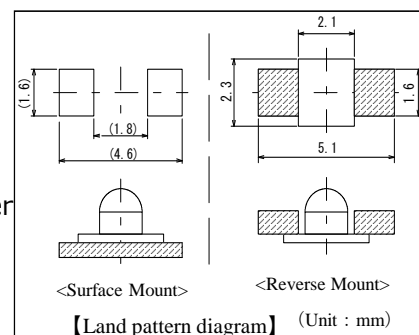 2.1
(1.6)
2.3
1.6
(1.8)
(4.6)
5.1
er
<Surface Mount>
<Reverse Mount>
【Land pattern diagram】 (Unit : mm)